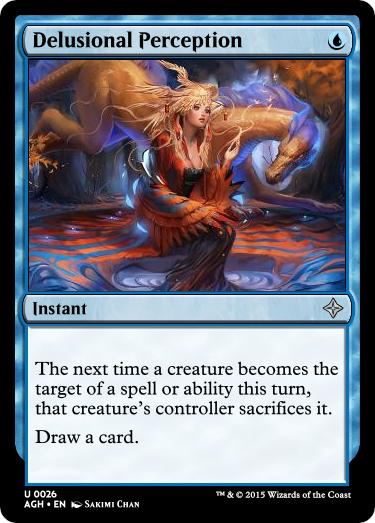 Delusional Perception
Instant
The next time a creature becomes the
target of a spell or ability this turn,
that creature's controller sacrifices it.
Draw a card.
U 0026
AGH • EN Sakimi Chan
™ & © 2015 Wizards of the Coast